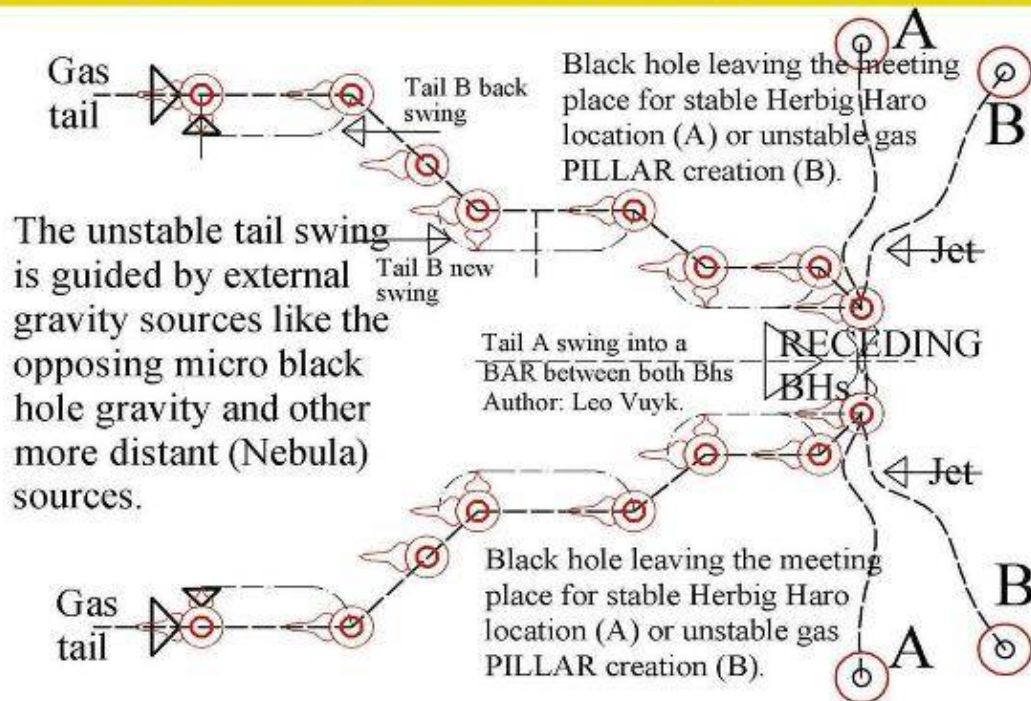 A
B
Gas
tail
Tail B back
swing
Black hole leaving the meeting
place for stable Herbig Haro
location (A) or unstable gas
PILLAR creation (B).
The unstable tail swing
is guided by external
gravity sources like the
opposing micro black
hole gravity and other
more distant (Nebula)
sources.
Tail B new
swing
Jet
Tail A swing into a
BAR between both Bhs
Author: Leo Vuyk.
RECEDING
BHs
Jet
Black hole leaving the meeting
place for stable Herbig Haro
location (A) or unstable gas
PILLAR creation (B).
Gas
tail
A
B